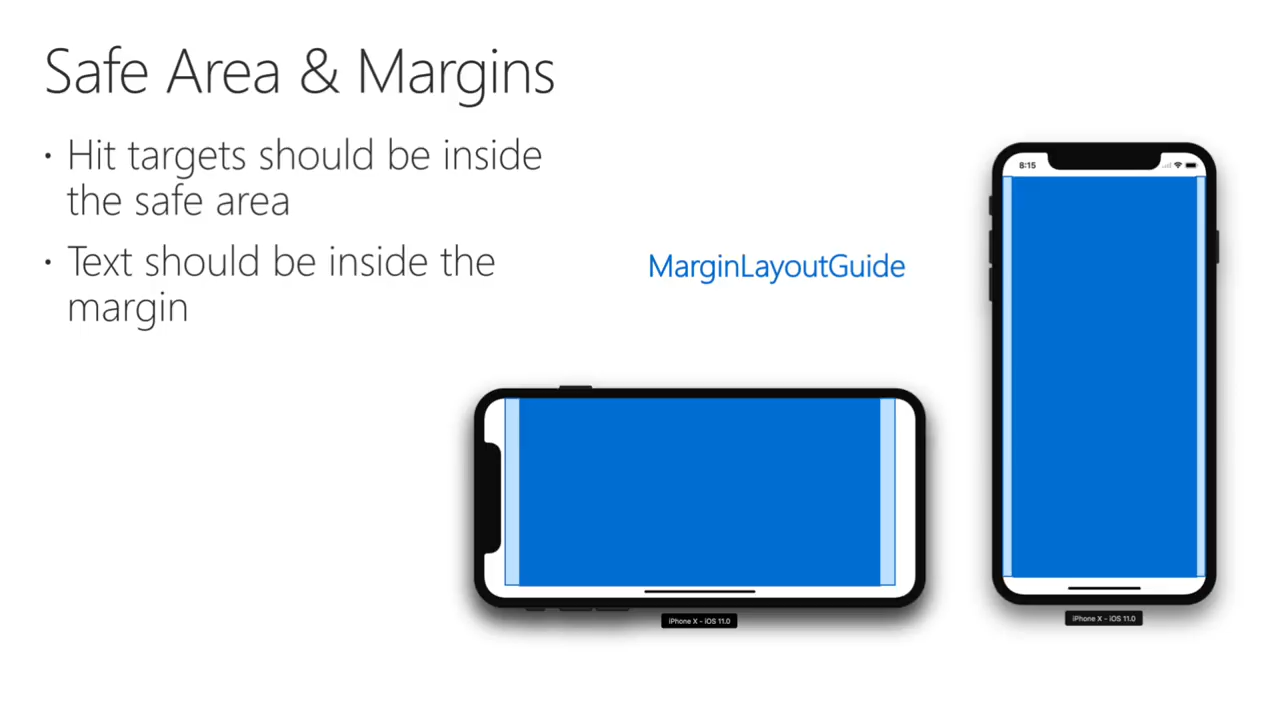 Safe Area & Margins
• Hit targets should be inside
the safe area
• Text should be inside the
margin
MarginLayoutGuide
8:15
iPhone X – iOS 11.0
iPhone X – iOS 11.0